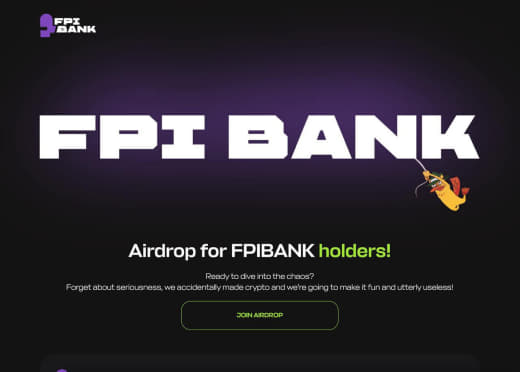 FPI
BANK
FPI BANK
Airdrop for FPIBANK holders!
Ready to dive into the chaos?
Forget about seriousness, we accidentally made crypto and we're going to make it fun and utterly useless!
JOIN AIRDROP